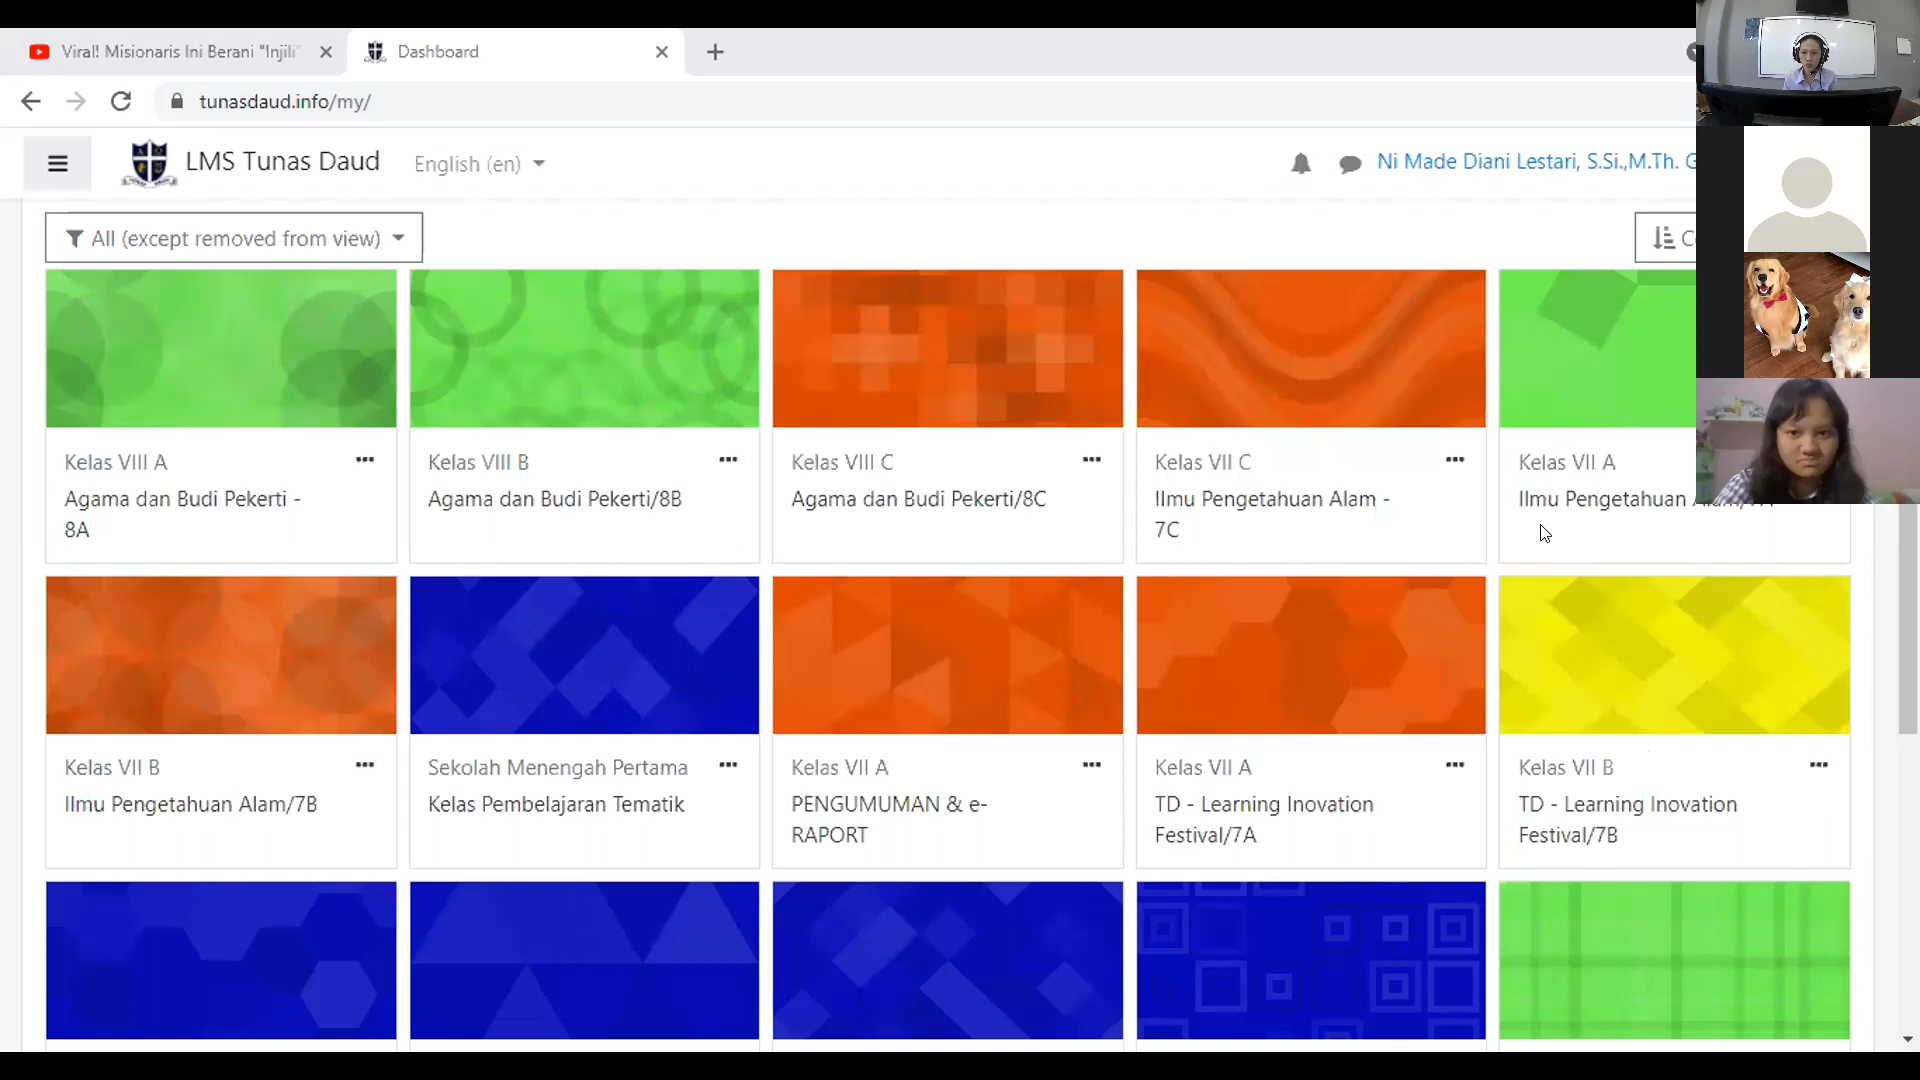 Viral! Misionaris Ini Berani "Injili"
Dashboard
tunasdaud.info/my/
LMS Tunas Daud
English (en)
Ni Made Diani Lestari, S.Si.,M.Th. G
All (except removed from view)
Kelas VIII A
Agama dan Budi Pekerti -
8A
Kelas VIII B
Agama dan Budi Pekerti/8B
Kelas VIII C
Agama dan Budi Pekerti/8C
Kelas VII C
Ilmu Pengetahuan Alam -
7C
Kelas VII A
Ilmu Pengetahuan
Kelas VII B
Ilmu Pengetahuan Alam/7B
Sekolah Menengah Pertama
Kelas Pembelajaran Tematik
Kelas VII A
PENGUMUMAN & e-
RAPORT
Kelas VII A
TD - Learning Inovation
Festival/7A
Kelas VII B
TD - Learning Inovation
Festival/7B